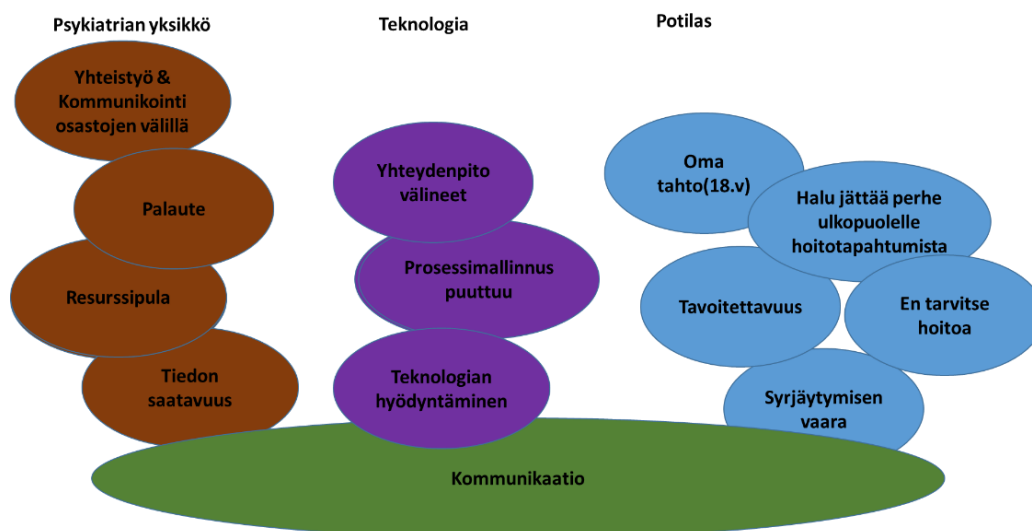 Psykiatrian yksikkö
Yhteistyö &
Kommunikointi
osastojen välillä
Palaute
Resurssipula
Tiedon
saatavuus
Teknologia
Yhteydenpito
välineet
Prosessimallinnus
puuttuu
Teknologian
hyödyntäminen
Potilas
Oma
tahto(18.v)
Halu jättää perhe
ulkopuolelle
hoitotapahtumista
Tavoitettavuus
En tarvitse
hoitoa
Syrjäytymisen
vaara
Kommunikaatio